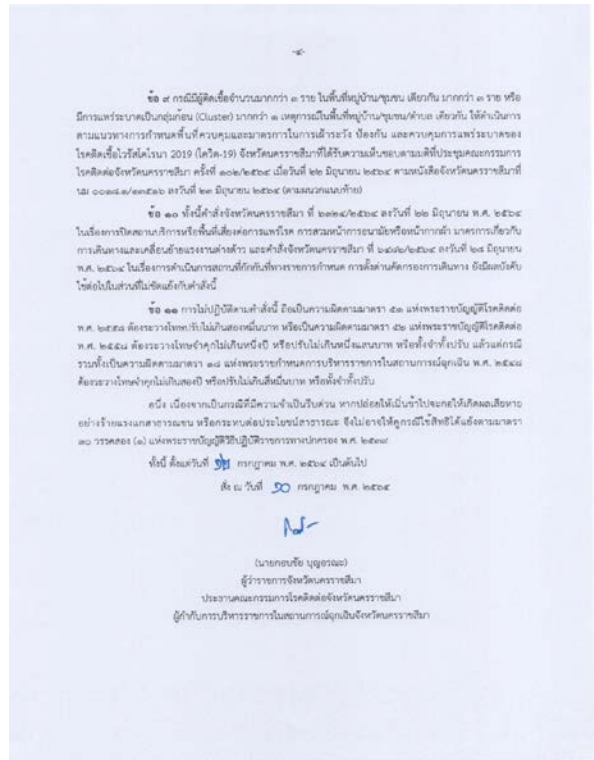 -๔-
ข้อ ๙ กรณีมีผู้ติดเชื้อจำนวนมากกว่า ๓ ราย ในพื้นที่หมู่บ้าน/ชุมชน เดียวกัน มากกว่า ๓ ราย หรือ
มีการแพร่ระบาดเป็นกลุ่มก้อน (Cluster) มากกว่า ๑ เหตุการณ์ในพื้นที่หมู่บ้าน/ชุมชน/ตำบล เดียวกัน ให้ดำเนินการ
ตามแนวทางการกำหนดพื้นที่ควบคุมและมาตรการในการเฝ้าระวัง ป้องกัน และควบคุมการแพร่ระบาดของ
โรคติดเชื้อไวรัสโคโรนา 2019 (โควิด-19) จังหวัดนครราชสีมาที่ได้รับความเห็นชอบตามมติที่ประชุมคณะกรรมการ
โรคติดต่อจังหวัดนครราชสีมา ครั้งที่ ๑๐๒/๒๕๖๔ เมื่อวันที่ ๒๒ มิถุนายน ๒๕๖๔ ตามหนังสือจังหวัดนครราชสีมาที่
นม ๐๐๓๓.๑/๑๓๕๑๖ ลงวันที่ ๒๓ มิถุนายน ๒๕๖๔ (ตามผนวกแนบท้าย)
ข้อ ๑๐ ทั้งนี้คำสั่งจังหวัดนครราชสีมา ที่ ลงวันที่ ๒๒ มิถุนายน พ.ศ. ๒๕๖๔
ในเรื่องการปิดสถานบริการหรือพื้นที่เสี่ยงต่อการแพร่โรค การสวมหน้าการอนามัยหรือหน้ากากผ้า มาตรการเกี่ยวกับ
การเดินทางและเคลื่อนย้ายแรงงานต่างด้าว และคำสั่งจังหวัดนครราชสีมา ที่ ลงวันที่ ๒๔ มิถุนายน
พ.ศ. ๒๕๖๔ ในเรื่องการดำเนินการสถานที่กักกันที่ทางราชการกำหนด การตั้งด่านคัดกรองการเดินทาง ยังมีผลบังคับ
ใช้ต่อไปในส่วนที่ไม่ขัดแย้งกับคำสั่งนี้
ข้อ ๑๑ การไม่ปฏิบัติตามคำสั่งนี้ ถือเป็นความผิดตามมาตรา ๕๑ แห่งพระราชบัญญัติโรคติดต่อ
พ.ศ. ๒๕๕๘ ต้องระวางโทษปรับไม่เกินสองหมื่นบาท หรือเป็นความผิดตามมาตรา ๕๒ แห่งพระราชบัญญัติโรคติดต่อ
พ.ศ. ๒๕๕๘ ต้องระวางโทษจำคุกไม่เกินหนึ่งปี หรือปรับไม่เกินหนึ่งแสนบาท หรือทั้งจำทั้งปรับ แล้วแต่กรณี
รวมทั้งเป็นความผิดตามมาตรา ๑๘ แห่งพระราชกำหนดการบริหารราชการในสถานการณ์ฉุกเฉิน พ.ศ. ๒๕๔๘
ต้องระวางโทษจำคุกไม่เกินสองปี หรือปรับไม่เกินสี่หมื่นบาท หรือทั้งจำทั้งปรับ
อนึ่ง เนื่องจากเป็นกรณีที่มีความจำเป็นรีบด่วน หากปล่อยให้เนิ่นช้าไปจะก่อให้เกิดผลเสียหาย
อย่างร้ายแรงแก่สาธารณชน หรือกระทบต่อประโยชน์สาธารณะ จึงไม่อาจให้คู่กรณีใช้สิทธิโต้แย้งตามมาตรา
๓๐ วรรคสอง (๑) แห่งพระราชบัญญัติวิธีปฏิบัติราชการทางปกครอง พ.ศ. ๒๕๓๙
ทั้งนี้ ตั้งแต่วันที่ ๑๒ กรกฎาคม พ.ศ. ๒๕๖๔ เป็นต้นไป
สั่ง ณ วันที่ ๑๐ กรกฎาคม พ.ศ. ๒๕๖๔
(นายกอบชัย บุญอรณะ)
ผู้ว่าราชการจังหวัดนครราชสีมา
ประธานคณะกรรมการโรคติดต่อจังหวัดนครราชสีมา
ผู้กำกับการบริหารราชการในสถานการณ์ฉุกเฉินจังหวัดนครราชสีมา